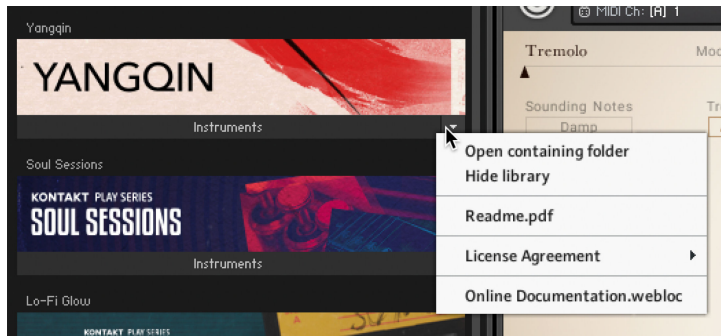 Yangqin
YANGQIN
Instruments
Soul Sessions
KONTAKT PLAY SERIES
SOUL SESSIONS
Instruments
Lo-Fi Glow
KONTAKT PLAY SERIES
MIDI Ch: [A] 1
Tremolo
Sounding Notes
Damp
Open containing folder
Hide library
Readme.pdf
License Agreement
Online Documentation.webloc